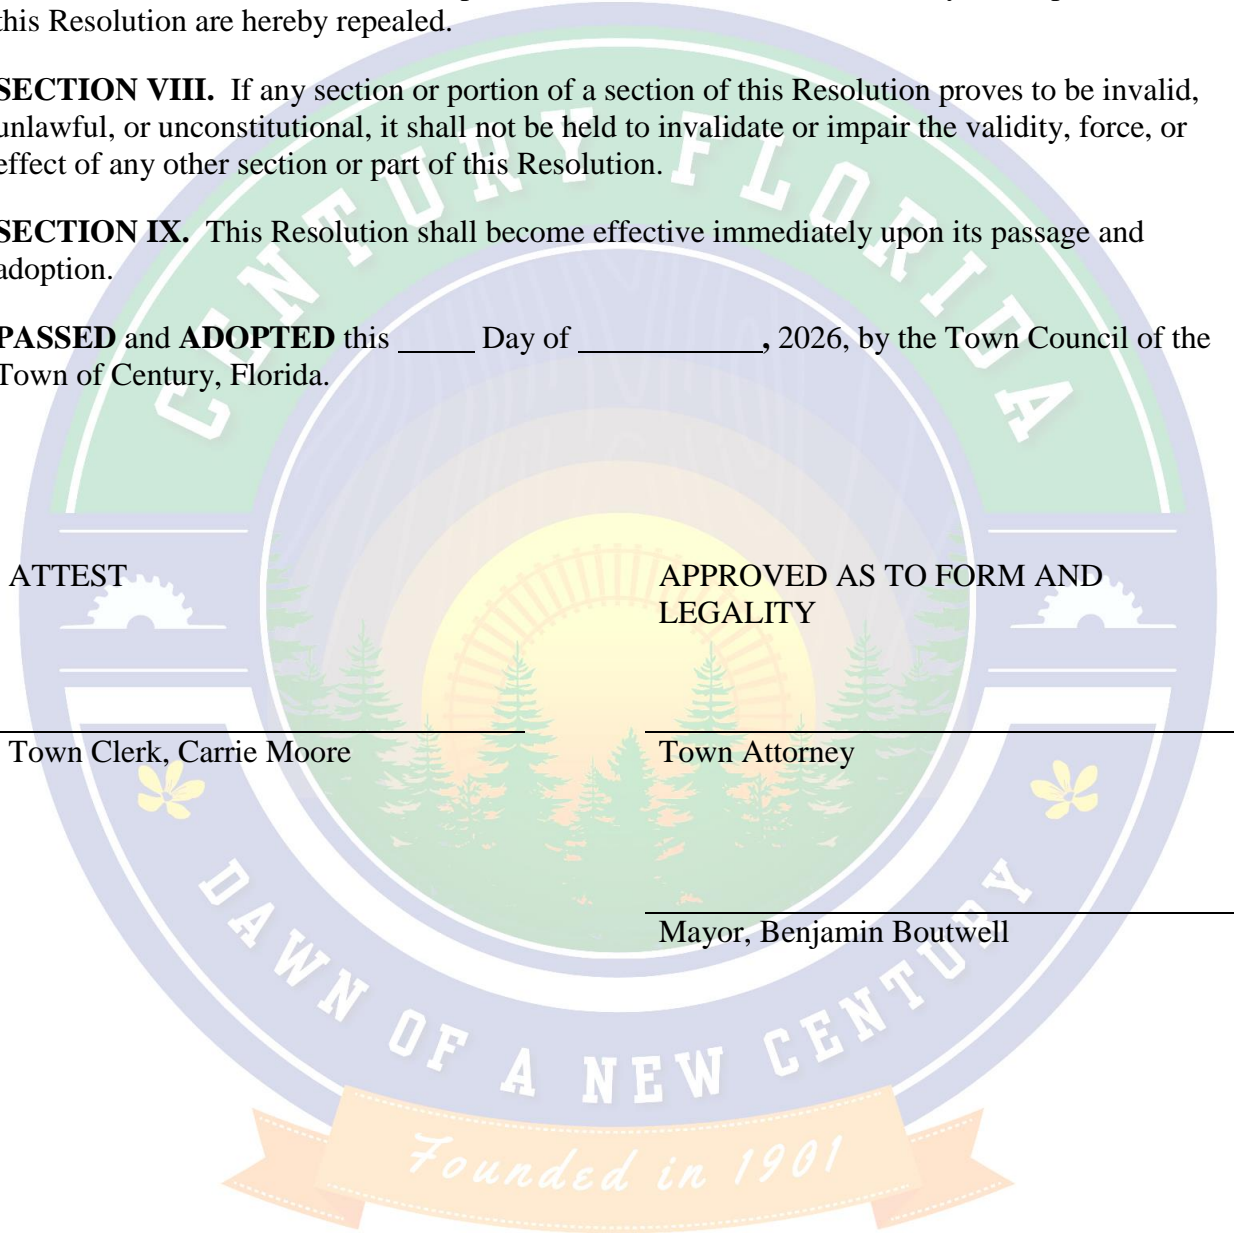 this Resolution are hereby repealed.
SECTION VIII. If any section or portion of a section of this Resolution proves to be invalid,
unlawful, or unconstitutional, it shall not be held to invalidate or impair the validity, force, or
effect of any other section or part of this Resolution.
SECTION IX. This Resolution shall become effective immediately upon its passage and
adoption.
PASSED and ADOPTED this _____ Day of ____________, 2026, by the Town Council of the
Town of Century, Florida.
ATTEST
APPROVED AS TO FORM AND
LEGALITY
Town Clerk, Carrie Moore
Town Attorney
Mayor, Benjamin Boutwell
CENTURY FLORIDA
DAWN OF A NEW CENTURY
Founded in 1901